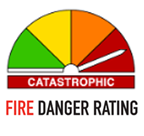 CATASTROPHIC
FIRE DANGER RATING